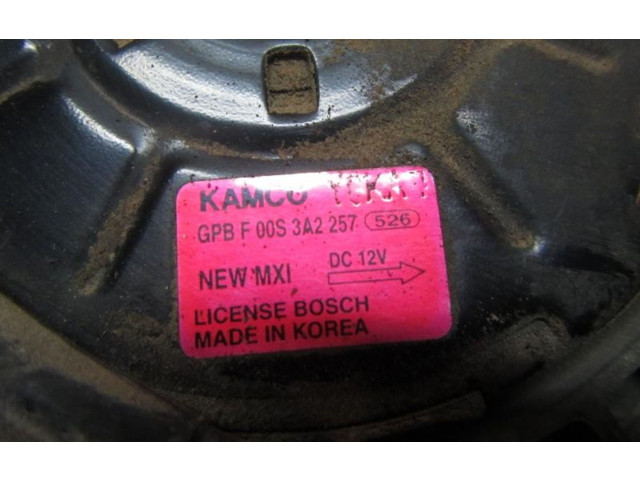 KAMCO
GPB F 00S 3A2 257 526
NEW MXI DC 12V
LICENSE BOSCH
MADE IN KOREA